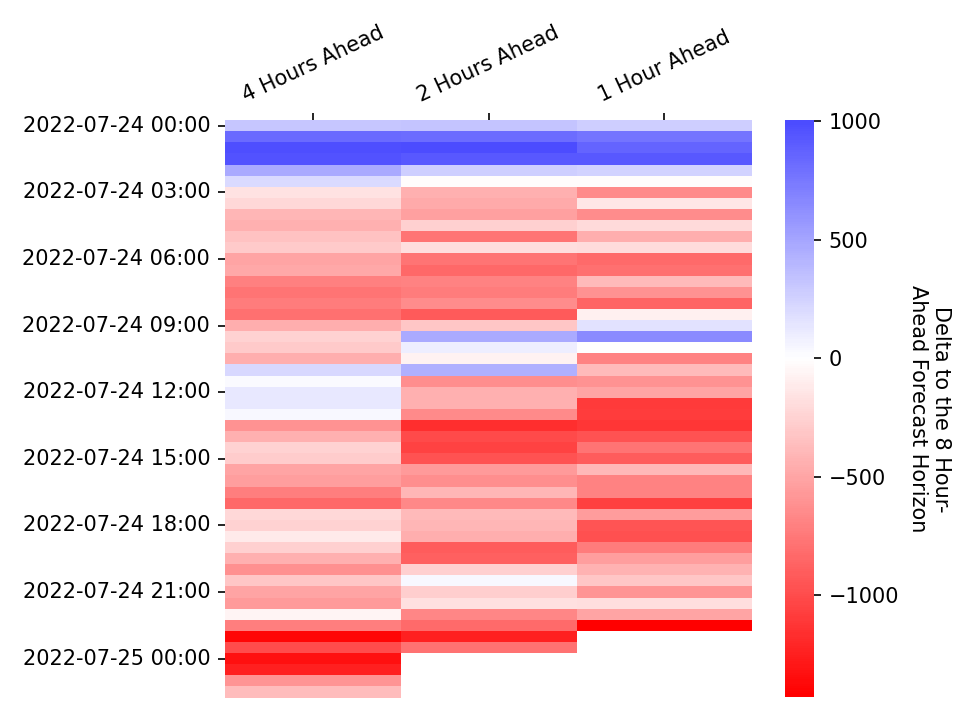 4 Hours Ahead
2 Hours Ahead
1 Hour Ahead
2022-07-24 00:00
2022-07-24 03:00
2022-07-24 06:00
2022-07-24 09:00
2022-07-24 12:00
2022-07-24 15:00
2022-07-24 18:00
2022-07-24 21:00
2022-07-25 00:00
1000
500
0
−500
−1000
Delta to the 8 Hour-
Ahead Forecast Horizon